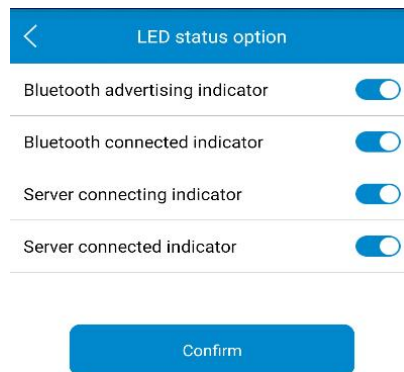 LED status option
Bluetooth advertising indicator
Bluetooth connected indicator
Server connecting indicator
Server connected indicator
Confirm